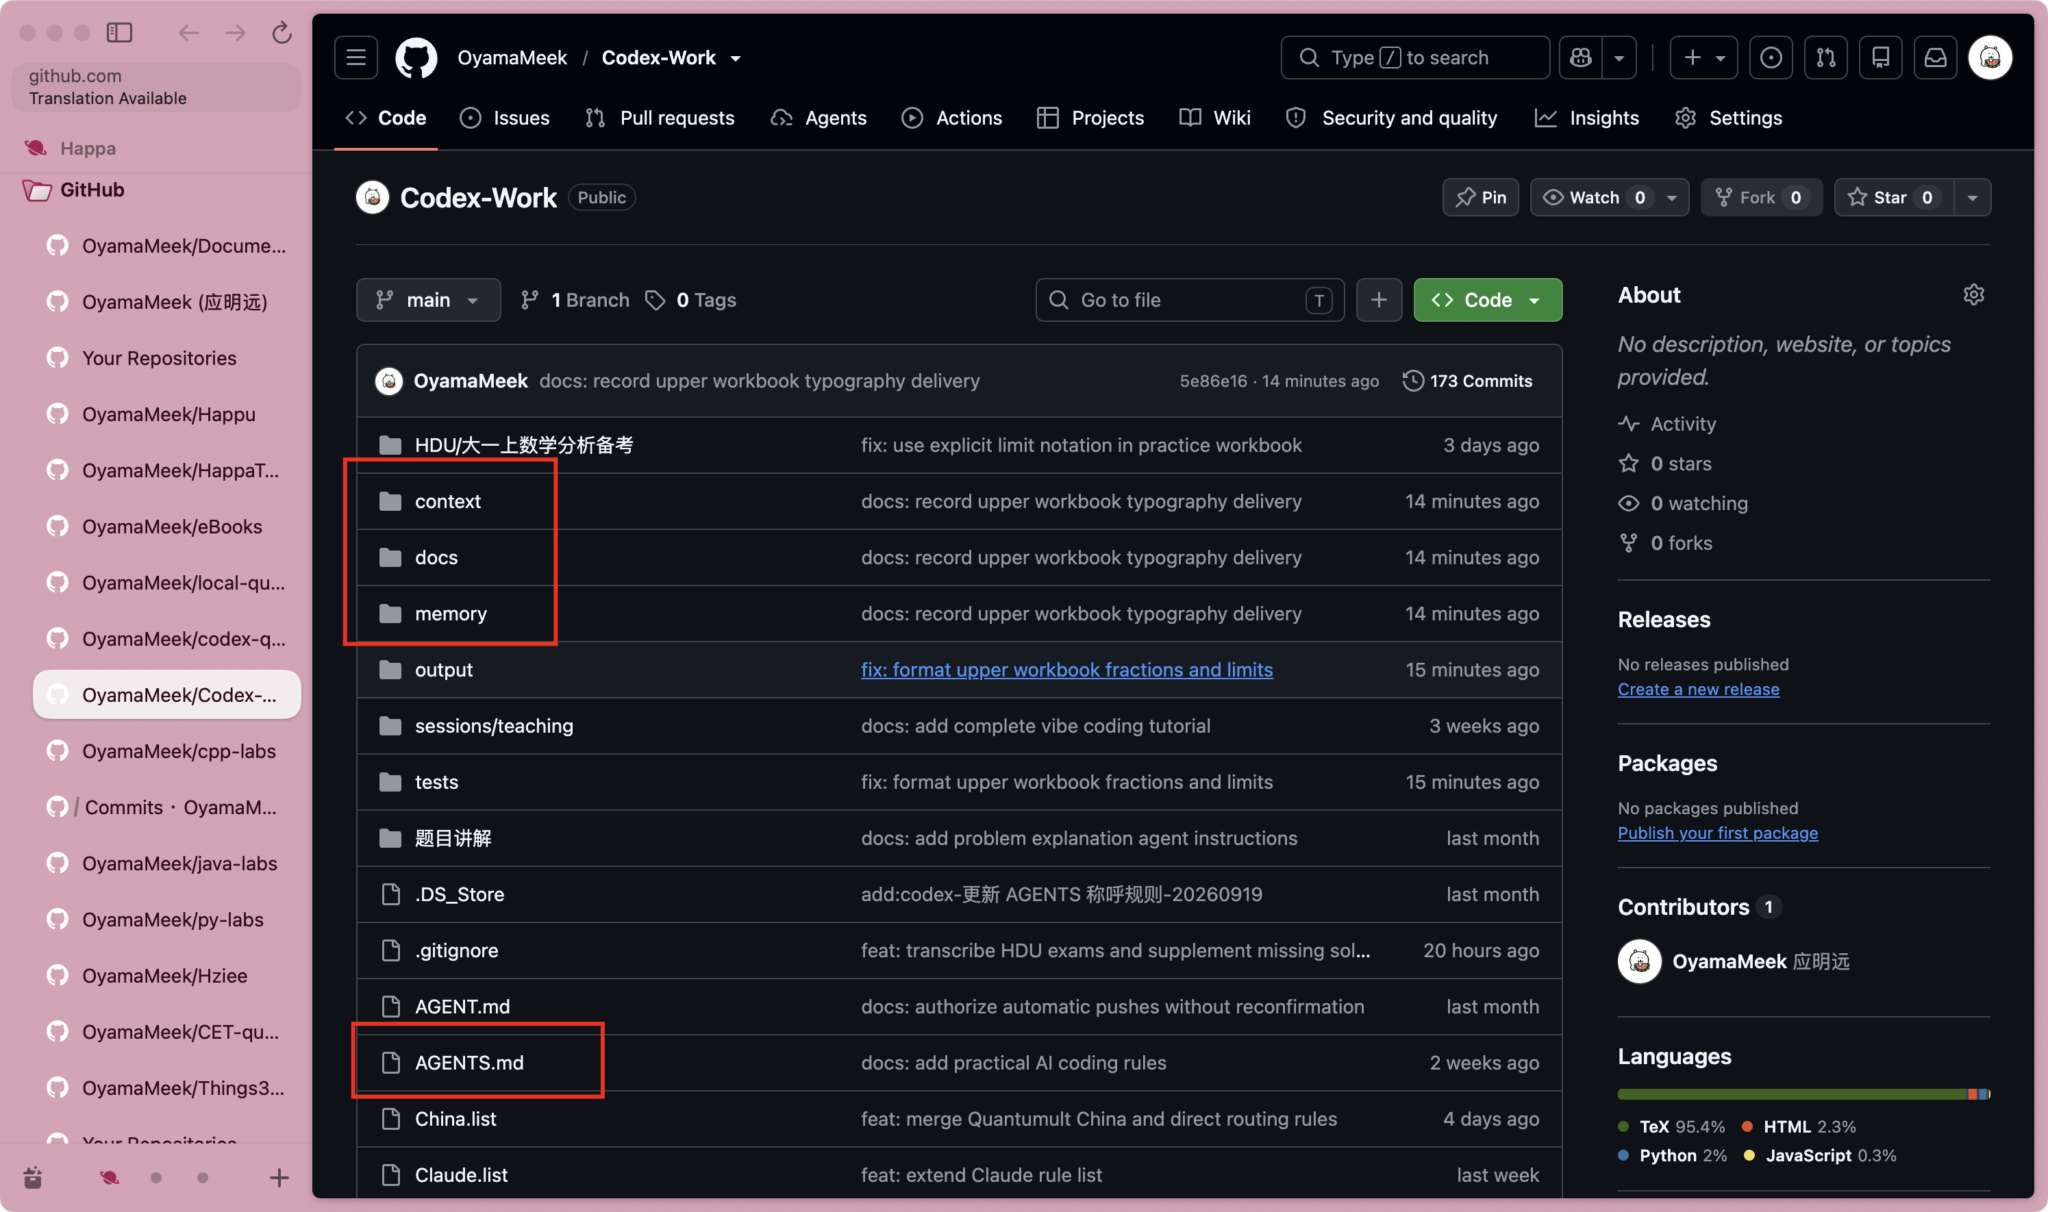 github.com
Translation Available
Happa
GitHub
OyamaMeek/Docume...
OyamaMeek (应明远)
Your Repositories
OyamaMeek/Happu
OyamaMeek/HappaT...
OyamaMeek/eBooks
OyamaMeek/local-qu...
OyamaMeek/codex-q...
OyamaMeek/Codex-...
OyamaMeek/cpp-labs
/ Commits · OyamaM...
OyamaMeek/java-labs
OyamaMeek/py-labs
OyamaMeek/Hziee
OyamaMeek/CET-qu...
OyamaMeek/Things3...
Your Repositories
OyamaMeek / Codex-Work
Type / to search
Code Issues Pull requests Agents Actions Projects Wiki Security and quality Insights Settings
Codex-Work Public
Pin Watch 0 Fork 0 Star 0
main 1 Branch 0 Tags Go to file T Code
OyamaMeek docs: record upper workbook typography delivery 5e86e16 · 14 minutes ago 173 Commits
HDU/大一上数学分析备考 fix: use explicit limit notation in practice workbook 3 days ago
context docs: record upper workbook typography delivery 14 minutes ago
docs docs: record upper workbook typography delivery 14 minutes ago
memory docs: record upper workbook typography delivery 14 minutes ago
output fix: format upper workbook fractions and limits 15 minutes ago
sessions/teaching docs: add complete vibe coding tutorial 3 weeks ago
tests fix: format upper workbook fractions and limits 15 minutes ago
题目讲解 docs: add problem explanation agent instructions last month
.DS_Store add:codex-更新 AGENTS 称呼规则-20260919 last month
.gitignore feat: transcribe HDU exams and supplement missing sol... 20 hours ago
AGENT.md docs: authorize automatic pushes without reconfirmation last month
AGENTS.md docs: add practical AI coding rules 2 weeks ago
China.list feat: merge Quantumult China and direct routing rules 4 days ago
Claude.list feat: extend Claude rule list last week
About
No description, website, or topics
provided.
Activity
0 stars
0 watching
0 forks
Releases
No releases published
Create a new release
Packages
No packages published
Publish your first package
Contributors 1
OyamaMeek 应明远
Languages
TeX 95.4% HTML 2.3%
Python 2% JavaScript 0.3%